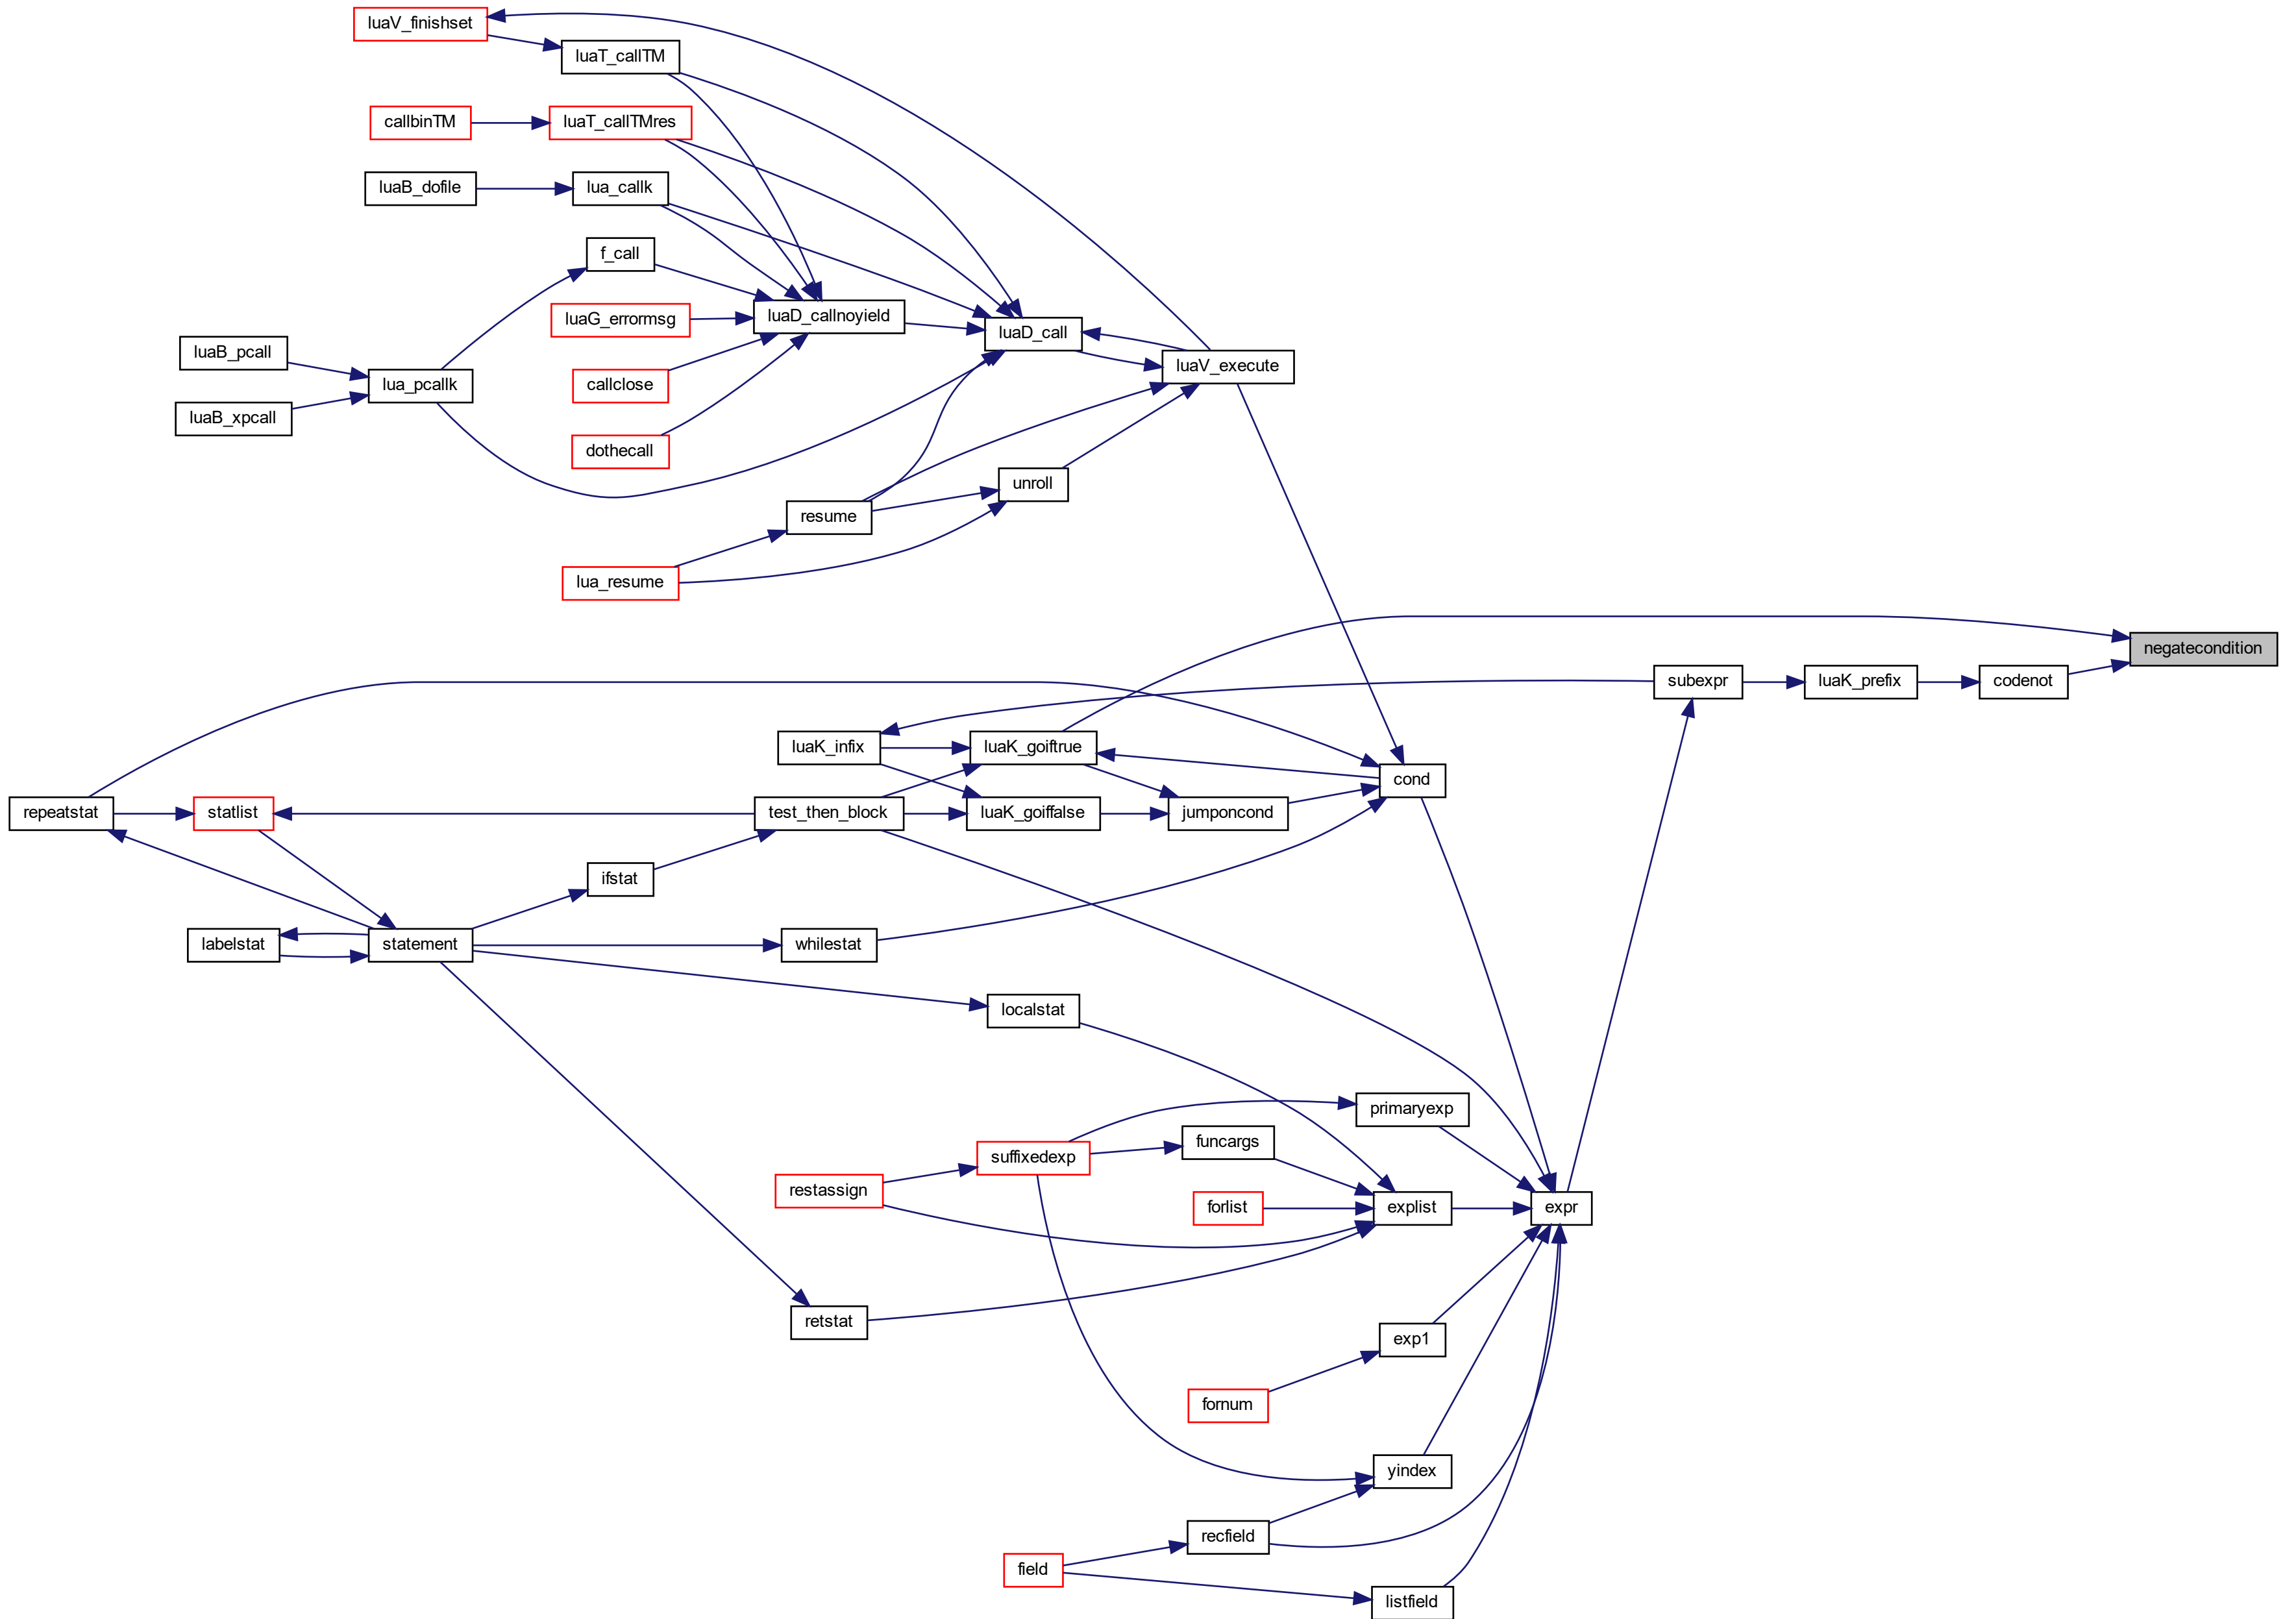 luaV_finishset
luaT_callTM
callbinTM
luaT_callTMres
luaB_dofile
lua_callk
f_call
luaD_callnoyield
luaG_errormsg
luaD_call
luaB_pcall
luaV_execute
lua_pcallk
callclose
luaB_xpcall
dothecall
unroll
resume
lua_resume
negatecondition
subexpr
luaK_prefix
codenot
luaK_infix
luaK_goiftrue
cond
repeatstat
statlist
test_then_block
luaK_goiffalse
jumponcond
ifstat
labelstat
statement
whilestat
localstat
primaryexp
funcargs
suffixedexp
restassign
forlist
explist
expr
retstat
exp1
fornum
yindex
recfield
field
listfield